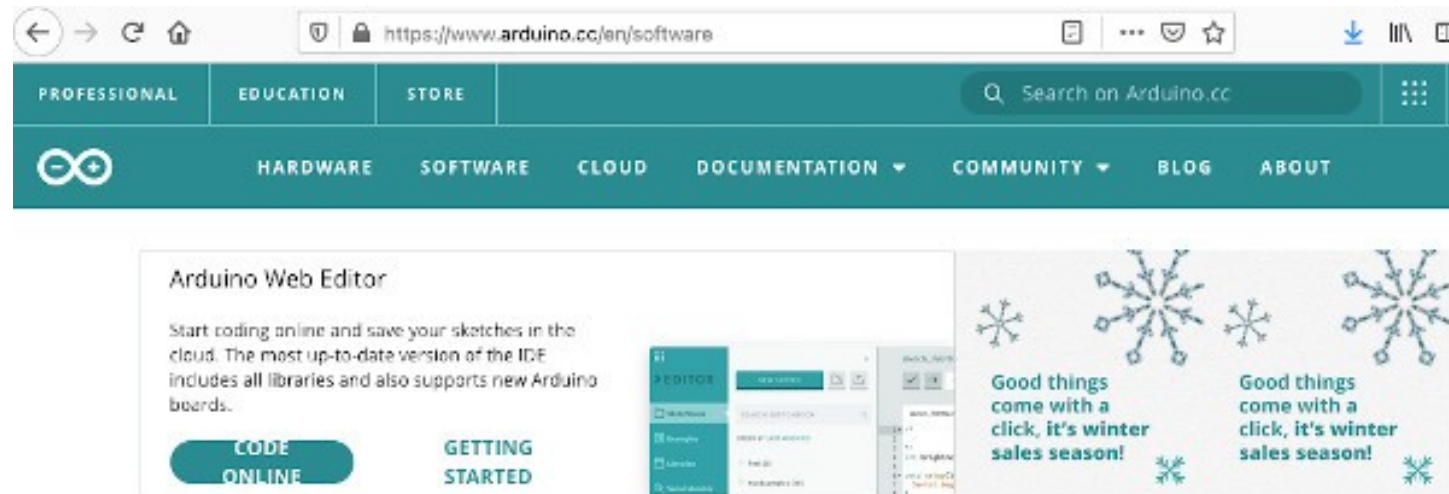 https://www.arduino.cc/en/software
PROFESSIONAL EDUCATION STORE Search on Arduino.cc
HARDWARE SOFTWARE CLOUD DOCUMENTATION COMMUNITY BLOG ABOUT
Arduino Web Editor
Start coding online and save your sketches in the
cloud. The most up-to-date version of the IDE
includes all libraries and also supports new Arduino
boards.
CODE
ONLINE
GETTING
STARTED
EDITOR
Good things
come with a
click, it's winter
sales season!
Good things
come with a
click, it's winter
sales season!